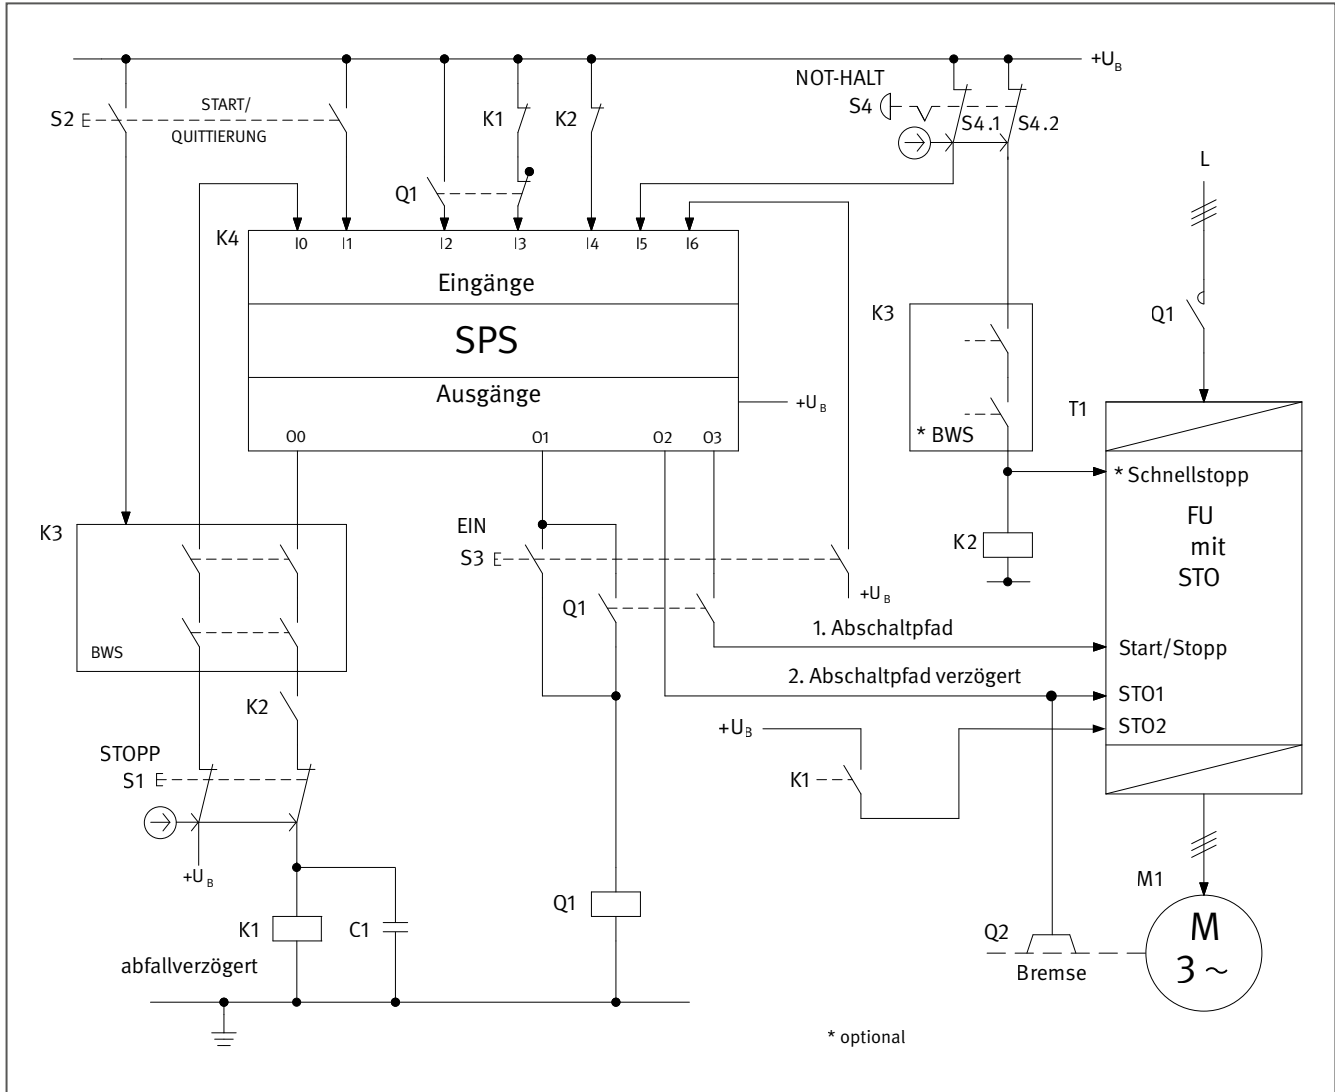 +U_B
NOT-HALT
S2
START/
QUITTIERUNG
K1
K2
S4
S4.1
S4.2
L
Q1
K4
I0
I1
I2
I3
I4
I5
I6
Eingänge
SPS
Ausgänge
+U_B
O0
O1
O2
O3
K3
* BWS
Q1
T1
* Schnellstopp
FU
mit
STO
K3
EIN
S3
K2
BWS
Q1
+U_B
1. Abschaltpfad
Start/Stopp
2. Abschaltpfad verzögert
STO1
K2
+U_B
STO2
STOPP
S1
K1
+U_B
M1
K1
C1
Q1
Q2
M
3 ~
abfallverzögert
Bremse
* optional